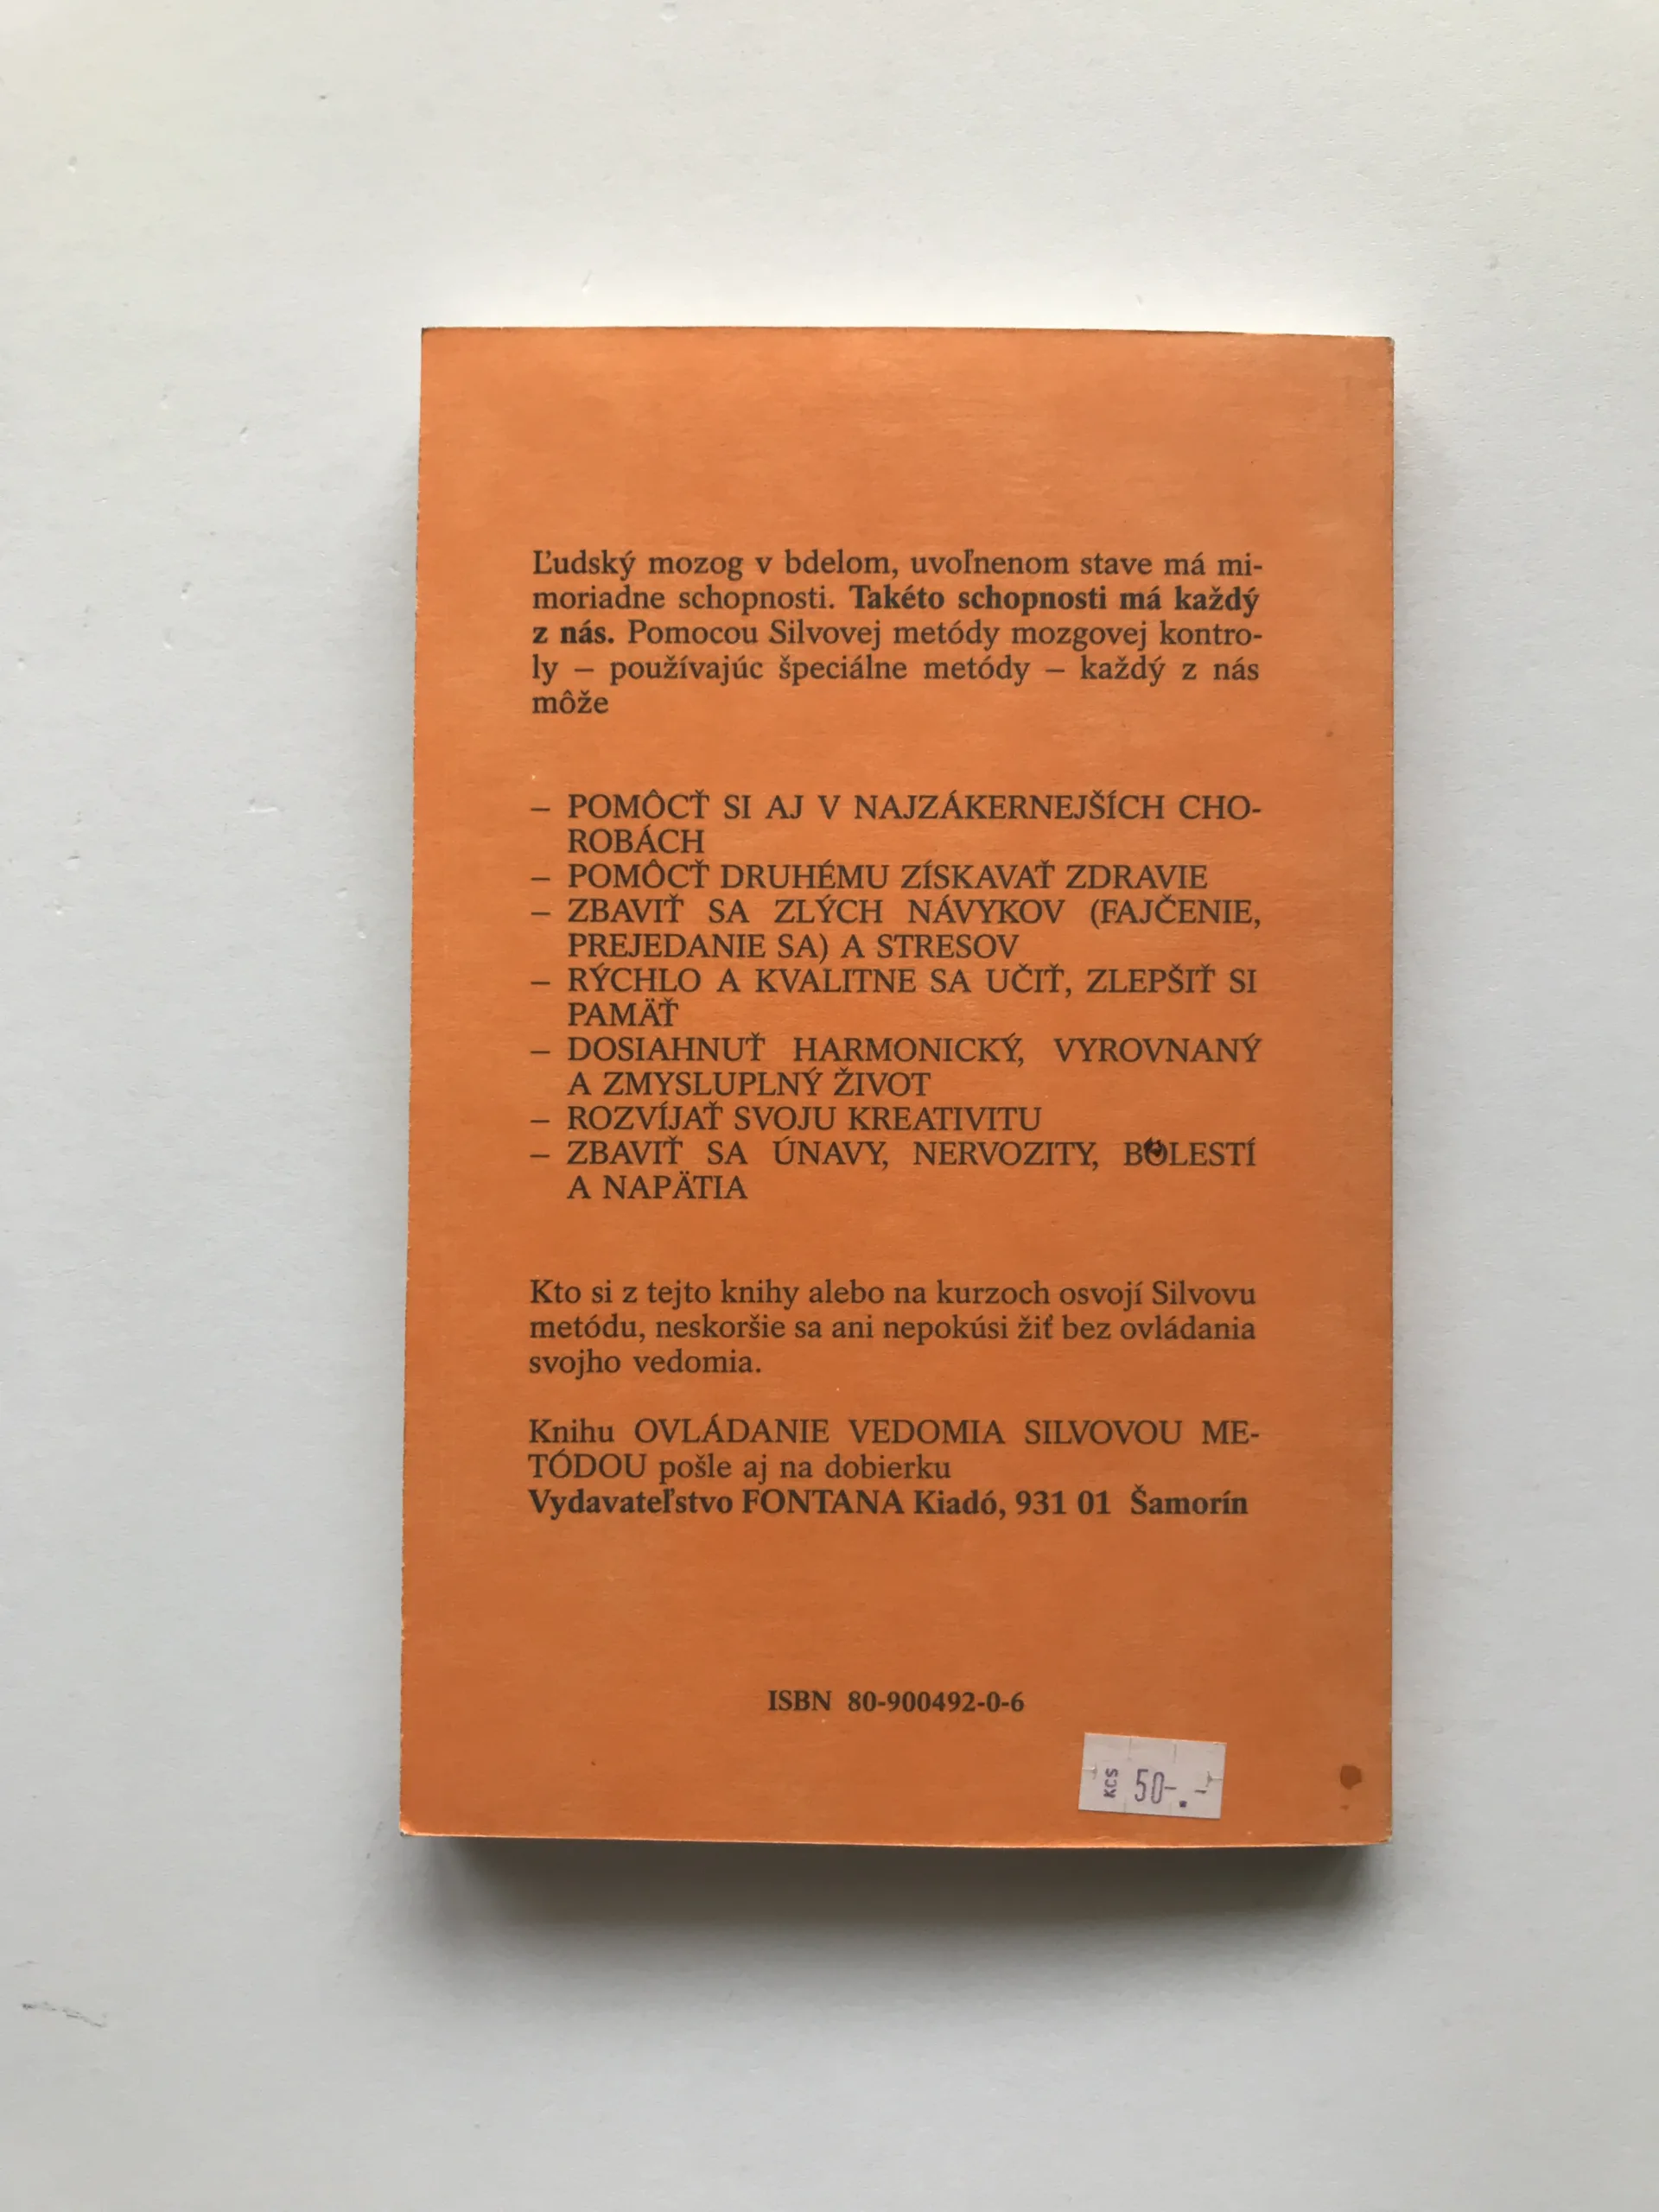 Ľudský mozog v bdelom, uvoľnenom stave má mi-
moriadne schopnosti. Takéto schopnosti má každý
z nás. Pomocou Silvovej metódy mozgovej kontro-
ly – používajúc špeciálne metódy – každý z nás
môže
– POMÔCŤ SI AJ V NAJZÁKERNEJŠÍCH CHO-
ROBÁCH
– POMÔCŤ DRUHÉMU ZÍSKAVAŤ ZDRAVIE
– ZBAVIŤ SA ZLÝCH NÁVYKOV (FAJČENIE,
PREJEDANIE SA) A STRESOV
– RÝCHLO A KVALITNE SA UČIŤ, ZLEPŠIŤ SI
PAMÄŤ
– DOSIAHNUŤ HARMONICKÝ, VYROVNANÝ
A ZMYSLUPLNÝ ŽIVOT
– ROZVÍJAŤ SVOJU KREATIVITU
– ZBAVIŤ SA ÚNAVY, NERVOZITY, BOLESTÍ
A NAPÄTIA
Kto si z tejto knihy alebo na kurzoch osvojí Silvovu
metódu, neskoršie sa ani nepokúsi žiť bez ovládania
svojho vedomia.
Knihu OVLÁDANIE VEDOMIA SILVOVOU ME-
TÓDOU pošle aj na dobierku
Vydavateľstvo FONTANA Kiadó, 931 01 Šamorín
ISBN 80-900492-0-6
KCS 50-.-